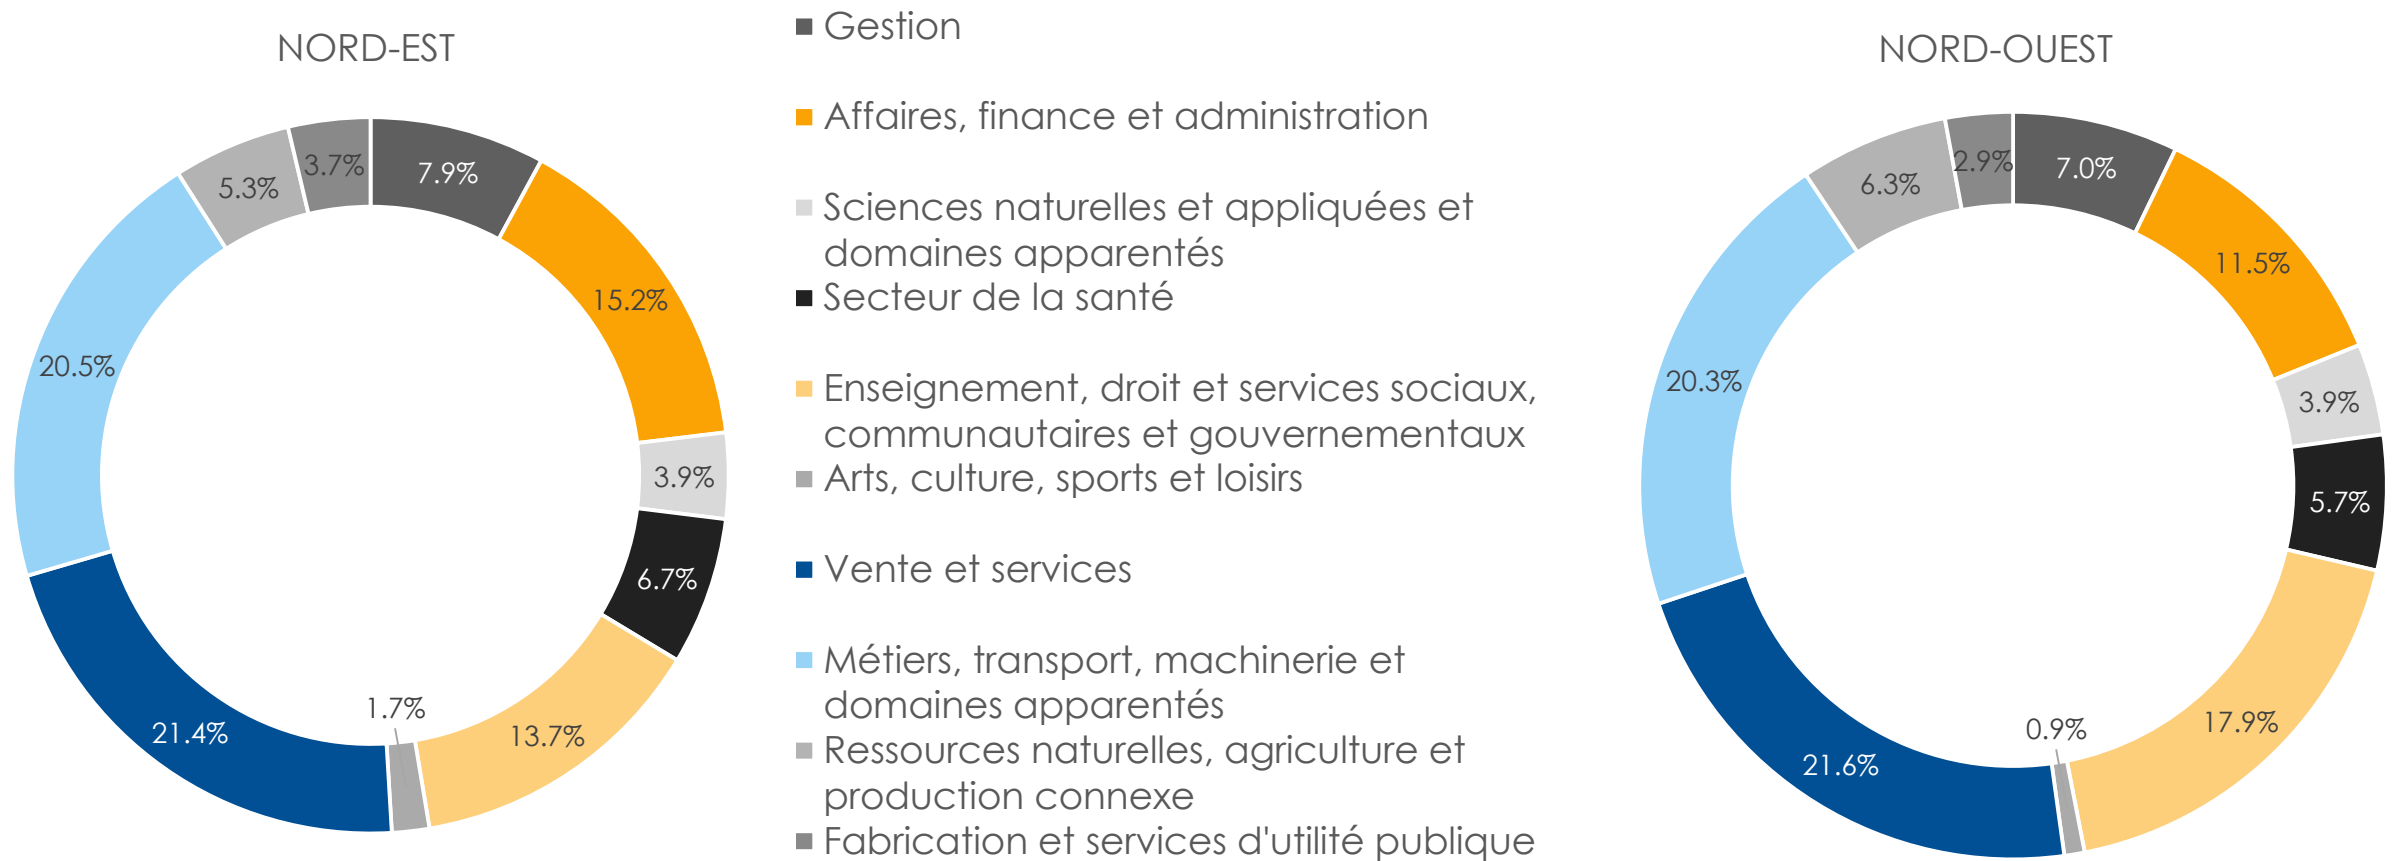 NORD-EST
7.9%
15.2%
3.9%
6.7%
13.7%
1.7%
21.4%
20.5%
5.3%
3.7%
Gestion
Affaires, finance et administration
Sciences naturelles et appliquées et
domaines apparentés
Secteur de la santé
Enseignement, droit et services sociaux,
communautaires et gouvernementaux
Arts, culture, sports et loisirs
Vente et services
Métiers, transport, machinerie et
domaines apparentés
Ressources naturelles, agriculture et
production connexe
Fabrication et services d'utilité publique
NORD-OUEST
7.0%
11.5%
3.9%
5.7%
17.9%
0.9%
21.6%
20.3%
6.3%
2.9%